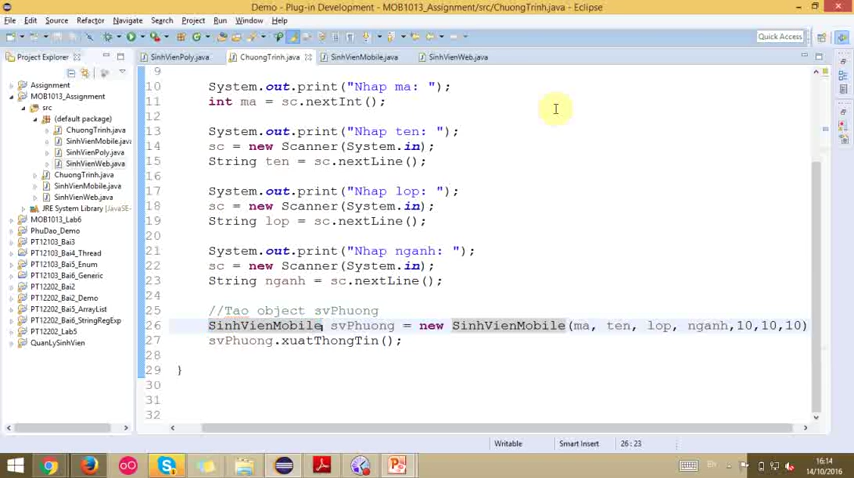 Demo - Plug-in Development - MOB1013_Assignment/src/ChuongTrinh.java - Eclipse
File Edit Source Refactor Navigate Search Project Run Window Help
Quick Access
Project Explorer
SinhVienPoly.java
ChuongTrinh.java
SinhVienMobile.java
SinhVienWeb.java
Assignment
MOB1013_Assignment
src
(default package)
ChuongTrinh.java
SinhVienMobile.java
SinhVienPoly.java
SinhVienWeb.java
ChuongTrinh.java
SinhVienMobile.java
SinhVienWeb.java
JRE System Library [JavaSE-
MOB1013_Lab6
PhuDao_Demo
PT12103_Bai3
PT12103_Bai4_Thread
PT12103_Bai5_Enum
PT12103_Bai6_Generic
PT12202_Bai2
PT12202_Bai2_Demo
PT12202_Bai5_ArrayList
PT12202_Bai6_StringRegExp
PT12202_Lab5
QuanLySinhVien
9
10 System.out.print("Nhap ma: ");
11 int ma = sc.nextInt();
12
13 System.out.print("Nhap ten: ");
14 sc = new Scanner(System.in);
15 String ten = sc.nextLine();
16
17 System.out.print("Nhap lop: ");
18 sc = new Scanner(System.in);
19 String lop = sc.nextLine();
20
21 System.out.print("Nhap nganh: ");
22 sc = new Scanner(System.in);
23 String nganh = sc.nextLine();
24
25 //Tao object svPhuong
26 SinhVienMobile svPhuong = new SinhVienMobile(ma, ten, lop, nganh,10,10,10)
27 svPhuong.xuatThongTin();
28
29 }
30
31
32
Writable Smart Insert 26 : 23
16:14
14/10/2016